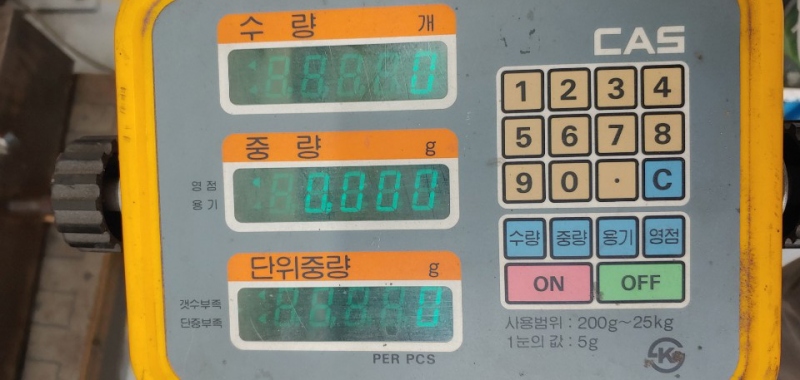 수 량 개
0
CAS
중 량 g
영 점
용 기
0.000
단위중량 g
갯수부족
단중부족
0
PER PCS
1 2 3 4
5 6 7 8
9 0 · C
수량 중량 용기 영점
ON OFF
사용범위 : 200g~25kg
1눈의 값 : 5g
K